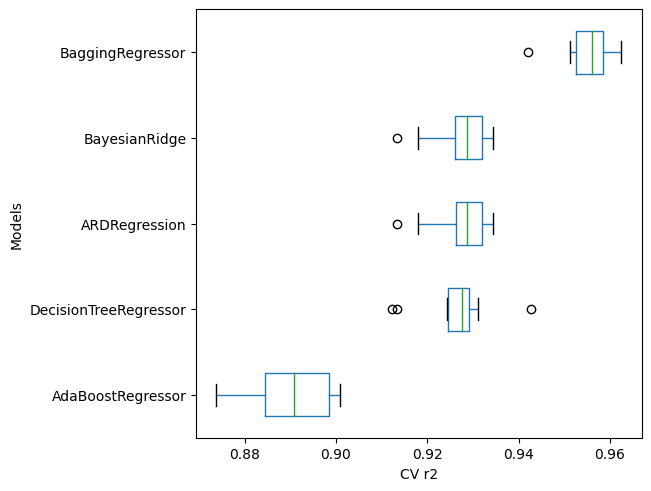 BaggingRegressor
BayesianRidge
ARDRegression
DecisionTreeRegressor
AdaBoostRegressor
Models
0.88 0.90 0.92 0.94 0.96
CV r2